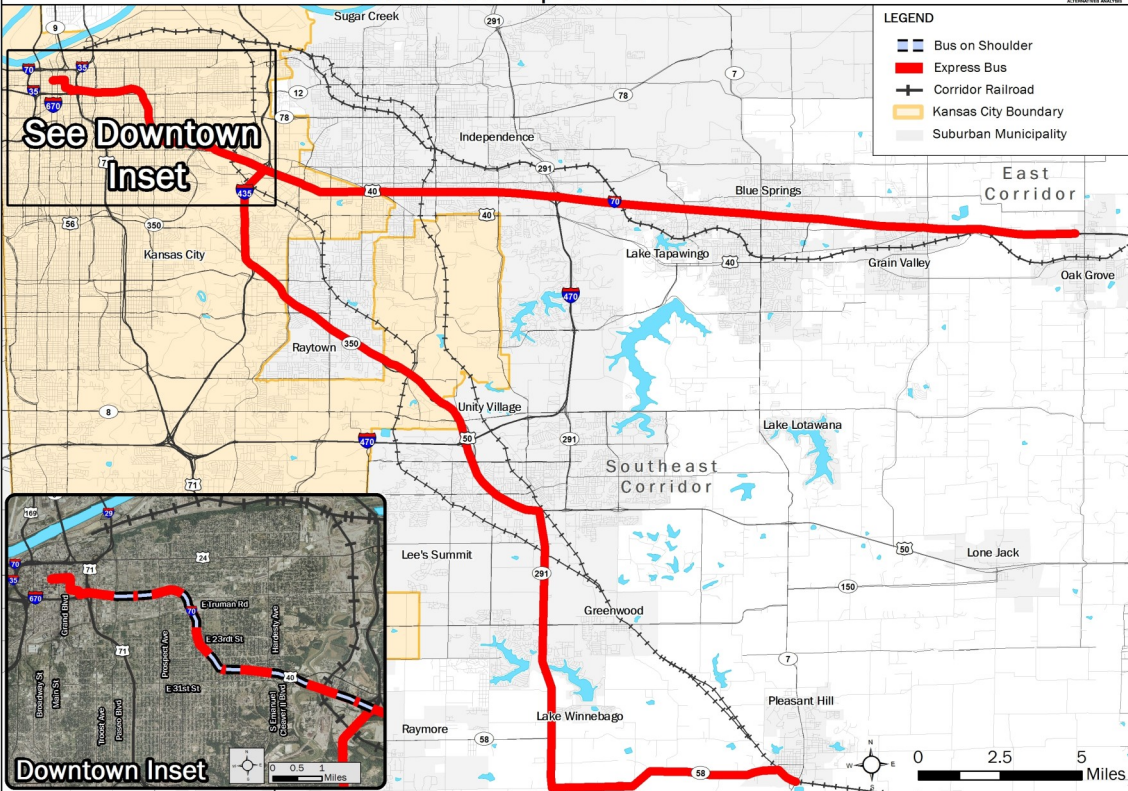 ALTERNATIVES ANALYSIS
LEGEND
Bus on Shoulder
Express Bus
Corridor Railroad
Kansas City Boundary
Suburban Municipality
Sugar Creek
291
9
70
35
35
670
See Downtown
Inset
12
78
78
7
Independence
291
435
40
70
Blue Springs
East
Corridor
56
350
40
Kansas City
Lake Tapawingo
40
Grain Valley
Oak Grove
470
Raytown
350
8
Unity Village
470
50
291
Lake Lotawana
Southeast
Corridor
71
Lee's Summit
50
Lone Jack
291
150
Greenwood
7
Pleasant Hill
Lake Winnebago
Raymore
58
58
N
W
E
S
0 2.5 5
Miles
169
29
70
35
71
24
670
Grand Blvd
E Truman Rd
70
E 23rdt St
Hardesty Ave
Prospect Ave
71
40
E 31st St
Broadway St
Main St
Troost Ave
Paseo Blvd
S Emanuel
Cleaver II Blvd
N
0 0.5 1
Miles
Downtown Inset